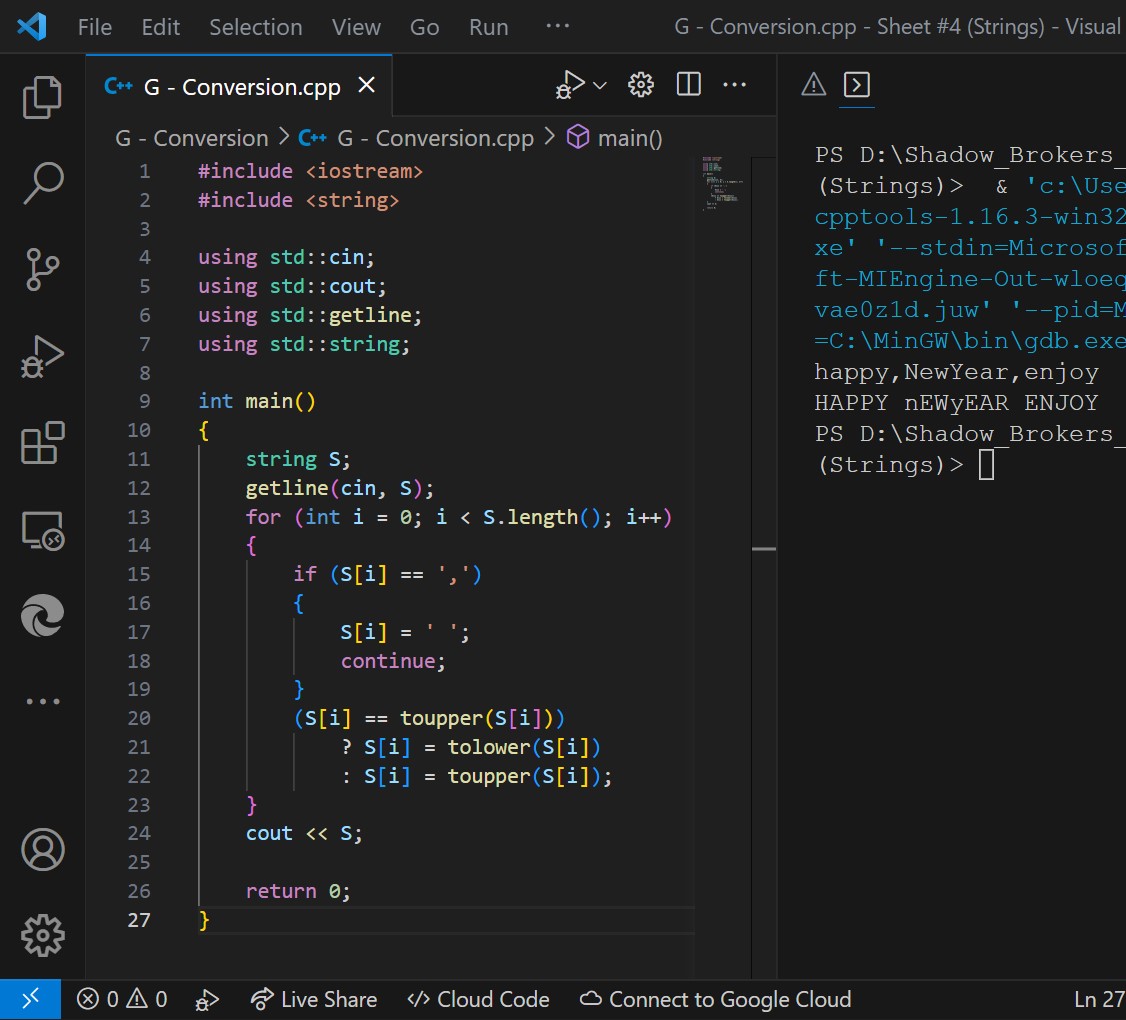 File Edit Selection View Go Run ··· G - Conversion.cpp - Sheet #4 (Strings) - Visual
C++ G - Conversion.cpp
G - Conversion > C++ G - Conversion.cpp > main()
1 #include <iostream>
2 #include <string>
3
4 using std::cin;
5 using std::cout;
6 using std::getline;
7 using std::string;
8
9 int main()
10 {
11 string S;
12 getline(cin, S);
13 for (int i = 0; i < S.length(); i++)
14 {
15 if (S[i] == ',')
16 {
17 S[i] = ' ';
18 continue;
19 }
20 (S[i] == toupper(S[i]))
21 ? S[i] = tolower(S[i])
22 : S[i] = toupper(S[i]);
23 }
24 cout << S;
25
26 return 0;
27 }
PS D:\Shadow_Brokers_
(Strings)> & 'c:\Use
cpptools-1.16.3-win32
xe' '--stdin=Microsof
ft-MIEngine-Out-wloeq
vae0z1d.juw' '--pid=M
=C:\MinGW\bin\gdb.exe
happy,NewYear,enjoy
HAPPY nEWyEAR ENJOY
PS D:\Shadow_Brokers_
(Strings)>
0 0 Live Share </> Cloud Code Connect to Google Cloud Ln 27